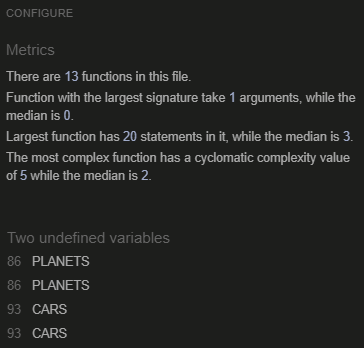 CONFIGURE
Metrics
There are 13 functions in this file.
Function with the largest signature take 1 arguments, while the
median is 0.
Largest function has 20 statements in it, while the median is 3.
The most complex function has a cyclomatic complexity value
of 5 while the median is 2.
Two undefined variables
86 PLANETS
86 PLANETS
93 CARS
93 CARS